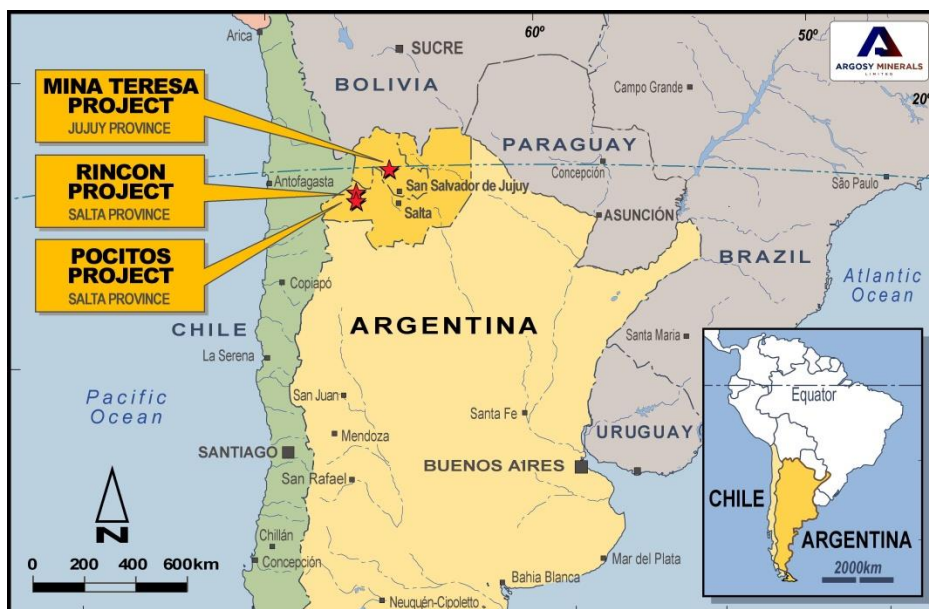 60º
50º
20º
ARGOSY MINERALS
LIMITED
Arica
SUCRE
BOLIVIA
MINA TERESA
PROJECT
JUJUY PROVINCE
Campo Grande
PARAGUAY
Concepción
RINCON
PROJECT
SALTA PROVINCE
Antofagasta
San Salvador de Jujuy
Salta
São Paulo
ASUNCIÓN
POCITOS
PROJECT
SALTA PROVINCE
BRAZIL
Atlantic
Ocean
Copiapó
CHILE
ARGENTINA
La Serena
Santa Maria
Pacific
Ocean
San Juan
Santa Fe
Mendoza
URUGUAY
SANTIAGO
BUENOS AIRES
San Rafael
N
Chillán
Concepción
Mar del Plata
Bahia Blanca
Neuquén-Cipoletto
0 200 400 600km
Equator
CHILE
ARGENTINA
2000km